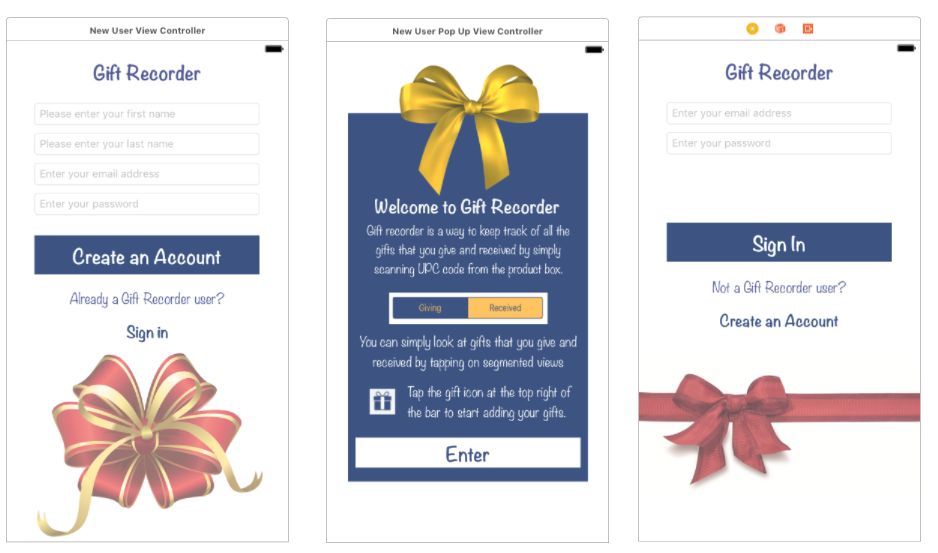 New User View Controller
Gift Recorder
Please enter your first name
Please enter your last name
Enter your email address
Enter your password
Create an Account
Already a Gift Recorder user?
Sign in
New User Pop Up View Controller
Welcome to Gift Recorder
Gift recorder is a way to keep track of all the
gifts that you give and received by simply
scanning UPC code from the product box.
Giving
Received
You can simply look at gifts that you give and
received by tapping on segmented views
Tap the gift icon at the top right of
the bar to start adding your gifts.
Enter
Gift Recorder
Enter your email address
Enter your password
Sign In
Not a Gift Recorder user?
Create an Account